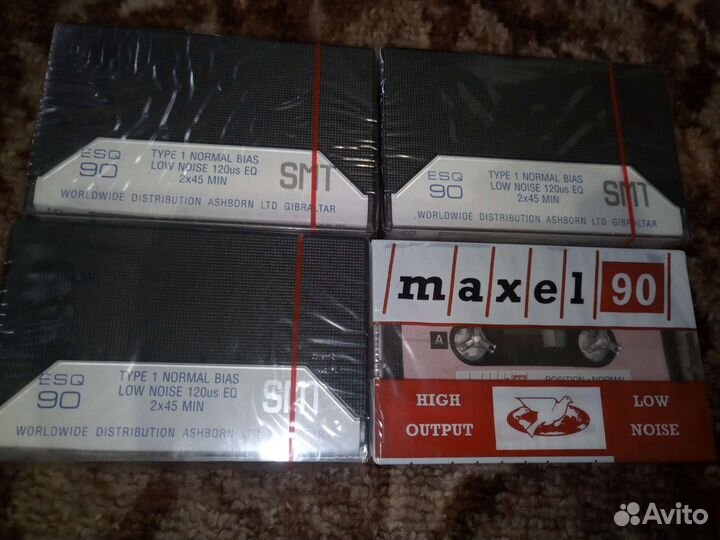 ESQ
90
TYPE 1 NORMAL BIAS
LOW NOISE 120us EQ
2x45 MIN
SMT
WORLDWIDE DISTRIBUTION ASHBORN LTD GIBRALTAR
ESQ
90
TYPE 1 NORMAL BIAS
LOW NOISE 120us EQ
2x45 MIN
SMT
WORLDWIDE DISTRIBUTION ASHBORN LTD GIBRALTAR
ESQ
90
TYPE 1 NORMAL BIAS
LOW NOISE 120us EQ
2x45 MIN
SMT
WORLDWIDE DISTRIBUTION ASHBORN LTD GIBRALTAR
maxel 90
A
90
POSITION • NORMAL
HIGH
OUTPUT
LOW
NOISE
Avito